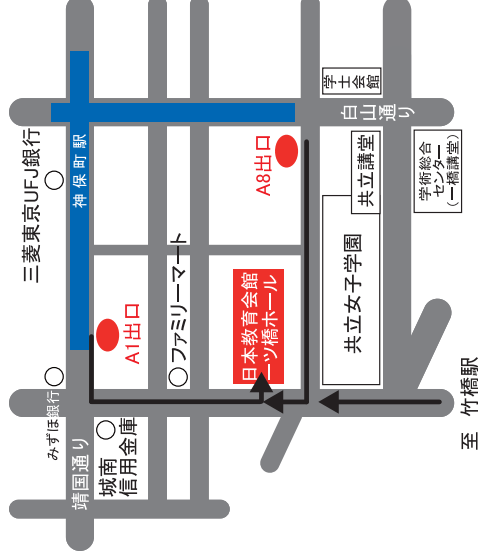 学士会館
白山通り
三菱東京UFJ銀行
神保町駅
A8出口
共立講堂
学術総合
センター
(一橋講堂)
ファミリーマート
共立女子学園
A1出口
日本教育会館
一ツ橋ホール
みずほ銀行
靖国通り
城南
信用金庫
至 竹橋駅